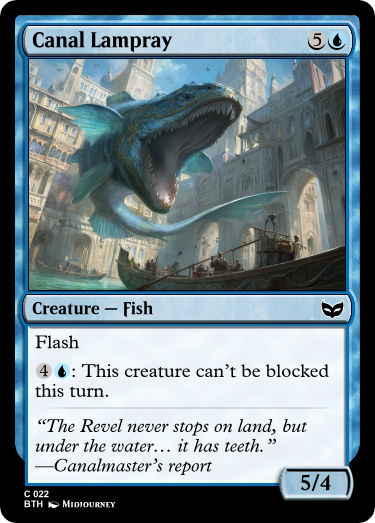 Canal Lampray 5
Creature — Fish
Flash
4 : This creature can't be blocked
this turn.
“The Revel never stops on land, but
under the water… it has teeth.”
—Canalmaster's report
5/4
C 022
BTH Midjourney